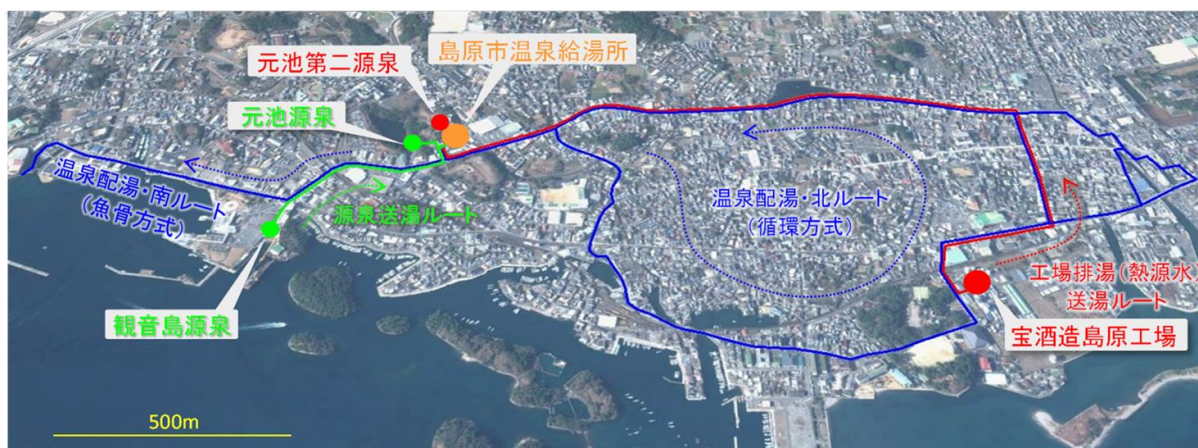 元池第二源泉
島原市温泉給湯所
元池源泉
温泉配湯・南ルート
(魚骨方式)
源泉送湯ルート
温泉配湯・北ルート
(循環方式)
工場排湯(熱源水)
送湯ルート
観音島源泉
宝酒造島原工場
500m